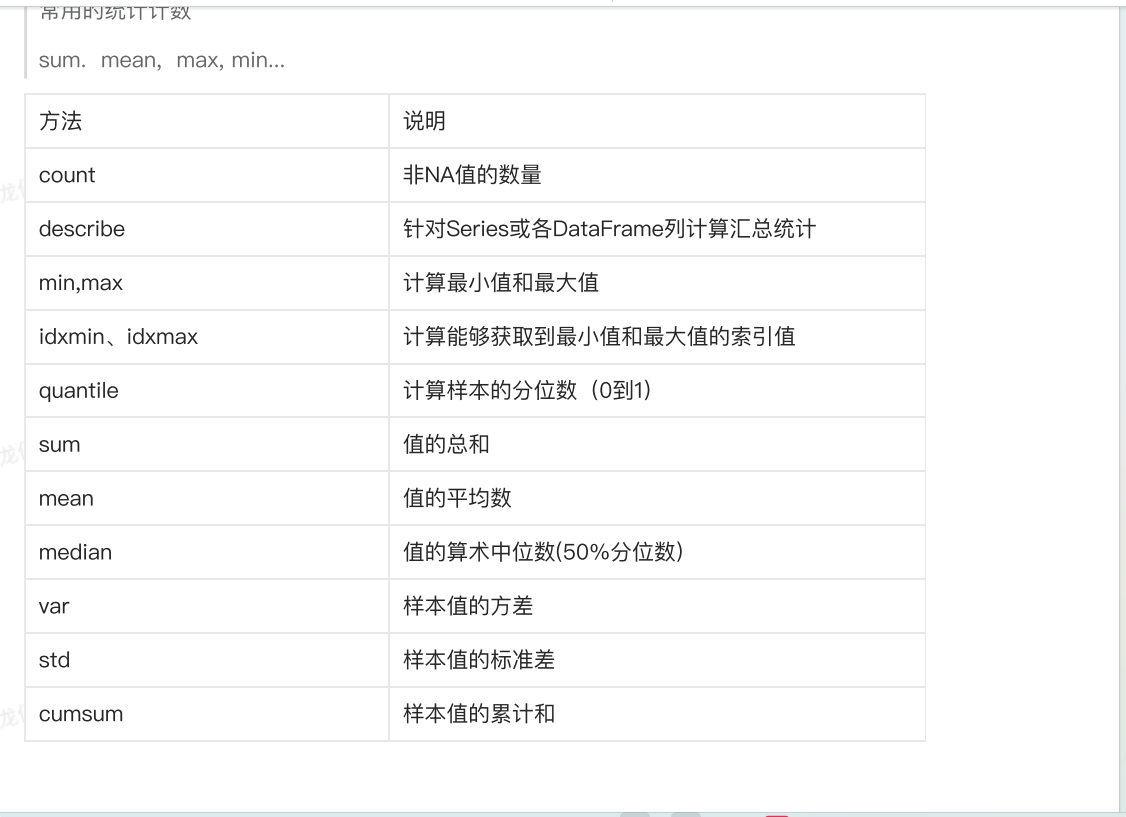 常用的统计计数
sum. mean, max, min...
方法 说明
count 非NA值的数量
describe 针对Series或各DataFrame列计算汇总统计
min,max 计算最小值和最大值
idxmin、idxmax 计算能够获取到最小值和最大值的索引值
quantile 计算样本的分位数（0到1）
sum 值的总和
mean 值的平均数
median 值的算术中位数(50%分位数)
var 样本值的方差
std 样本值的标准差
cumsum 样本值的累计和